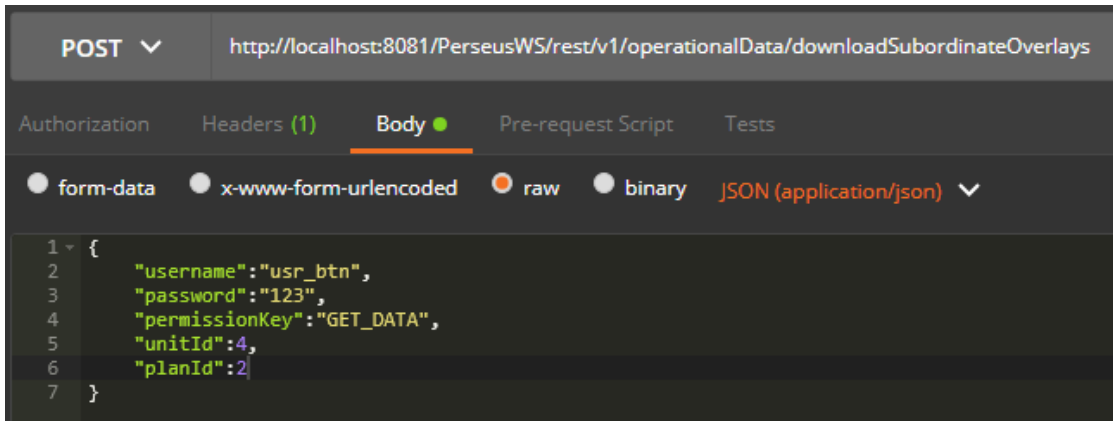 POST http://localhost:8081/PerseusWS/rest/v1/operationalData/downloadSubordinateOverlays
Authorization Headers (1) Body Pre-request Script Tests
form-data x-www-form-urlencoded raw binary JSON (application/json)
1 {
2 "username":"usr_btn",
3 "password":"123",
4 "permissionKey":"GET_DATA",
5 "unitId":4,
6 "planId":2
7 }